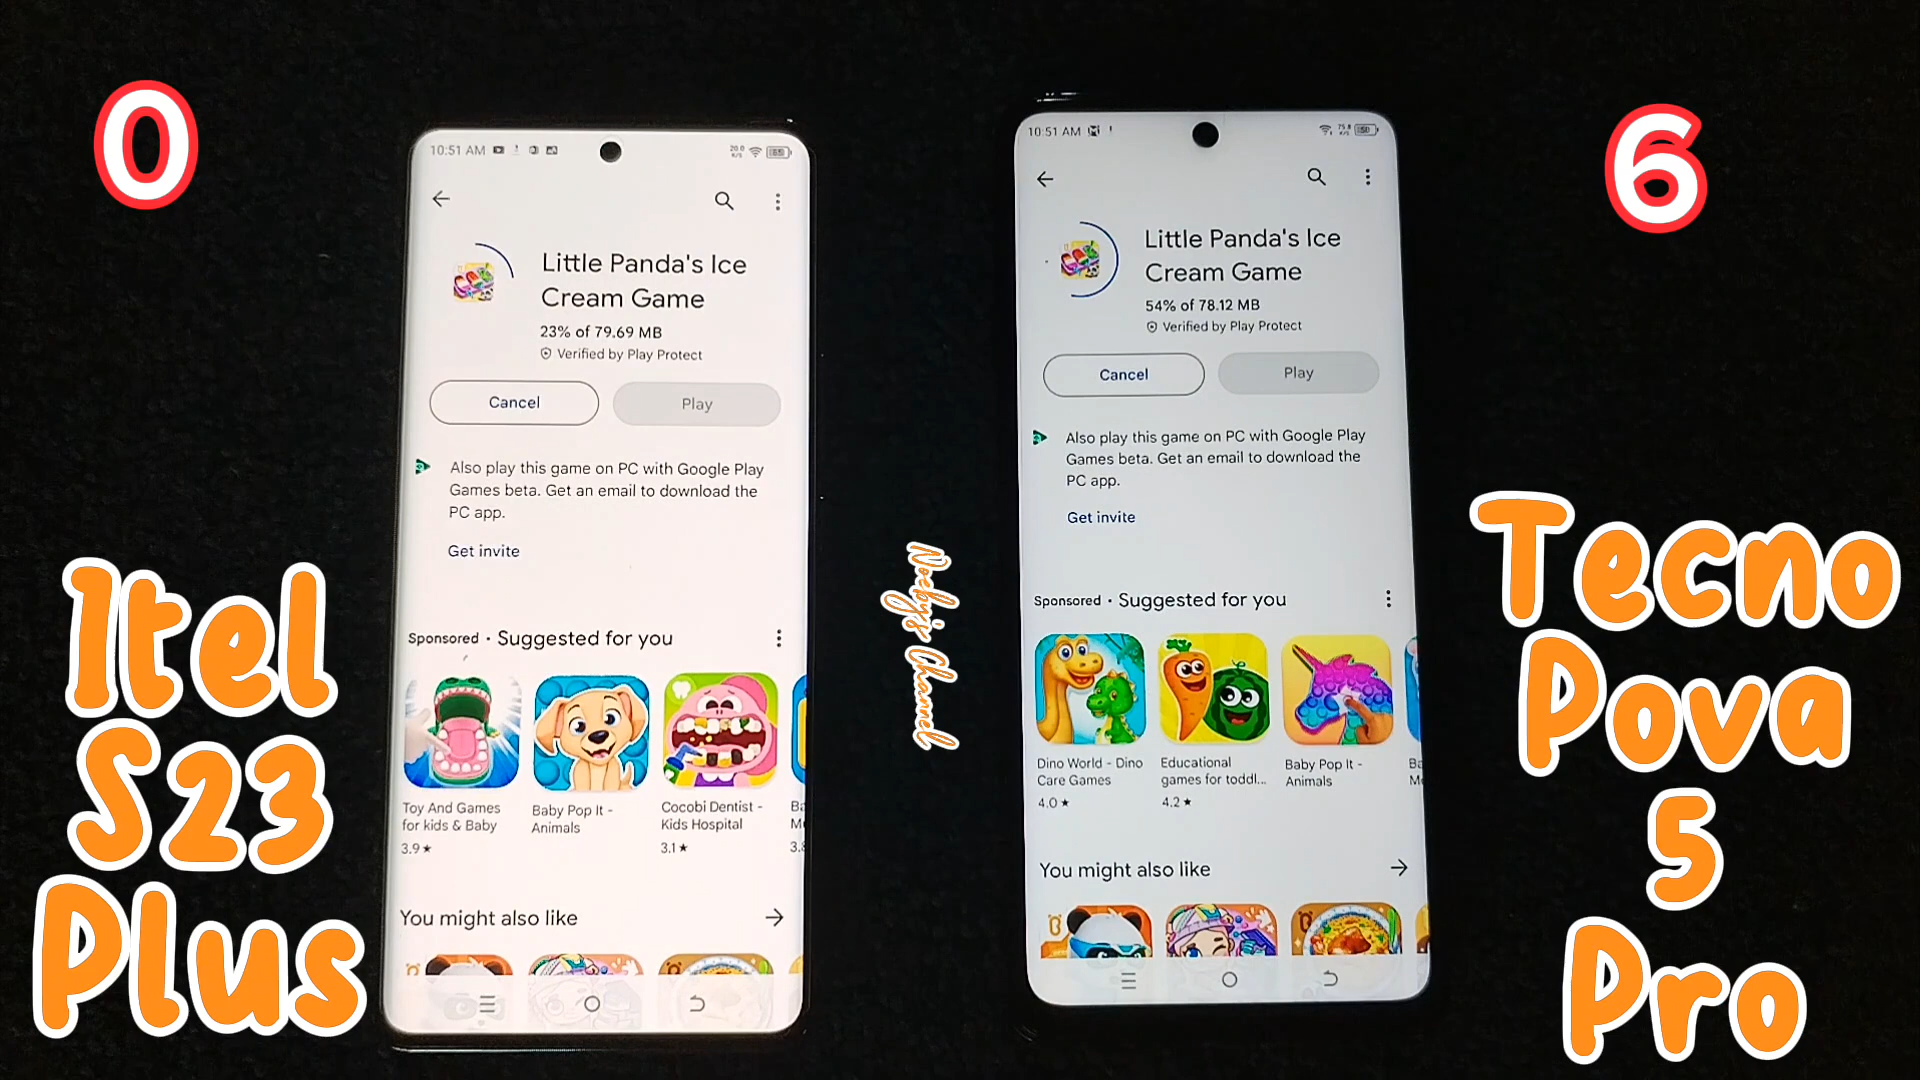 0
6
10:51 AM
20.0
K/S
65
Little Panda's Ice
Cream Game
23% of 79.69 MB
Verified by Play Protect
Cancel
Play
Also play this game on PC with Google Play
Games beta. Get an email to download the
PC app.
Get invite
Sponsored · Suggested for you
Toy And Games
for kids & Baby
3.9 ★
Baby Pop It -
Animals
Cocobi Dentist -
Kids Hospital
3.1 ★
You might also like
10:51 AM
K/S
Little Panda's Ice
Cream Game
54% of 78.12 MB
Verified by Play Protect
Cancel
Play
Also play this game on PC with Google Play
Games beta. Get an email to download the
PC app.
Get invite
Sponsored · Suggested for you
Dino World - Dino
Care Games
4.0 ★
Educational
games for toddl...
4.2 ★
Baby Pop It -
Animals
You might also like
Itel
S23
Plus
Noeby's Channel
Tecno
Pova
5
Pro